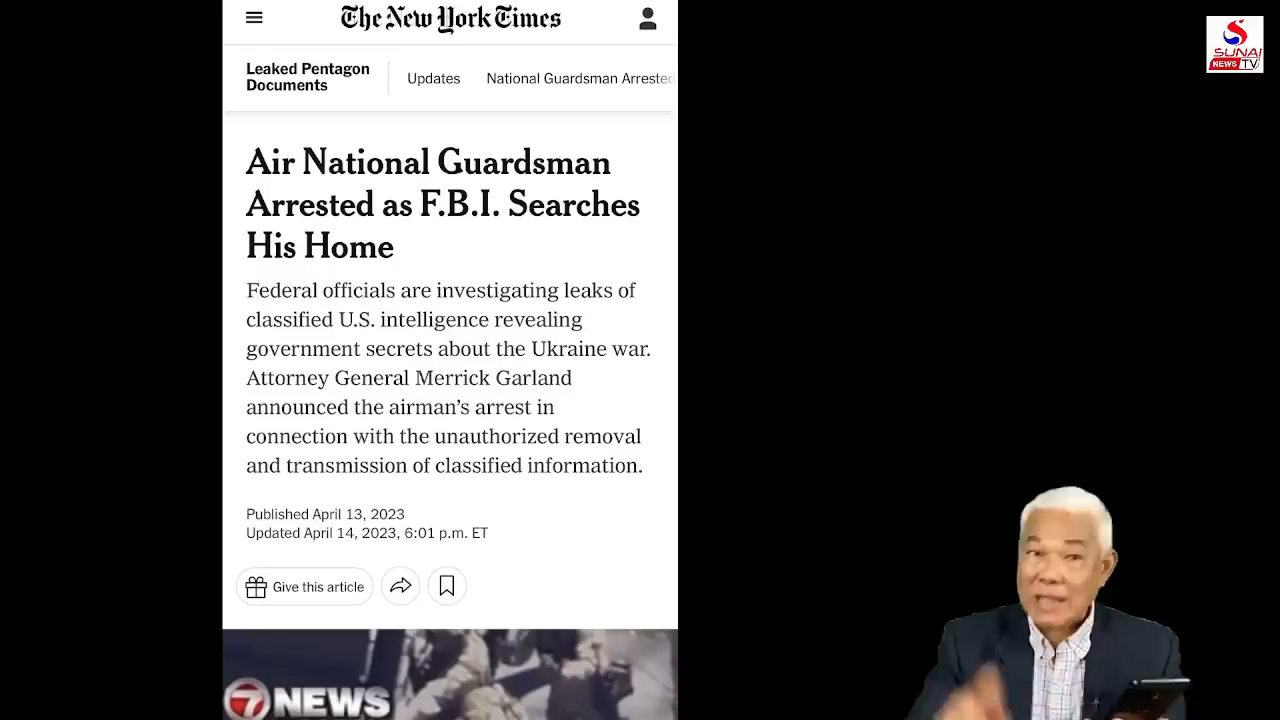 The New York Times
SUNAI
NEWS TV
Leaked Pentagon
Documents
Updates
National Guardsman Arrested
Air National Guardsman
Arrested as F.B.I. Searches
His Home
Federal officials are investigating leaks of
classified U.S. intelligence revealing
government secrets about the Ukraine war.
Attorney General Merrick Garland
announced the airman's arrest in
connection with the unauthorized removal
and transmission of classified information.
Published April 13, 2023
Updated April 14, 2023, 6:01 p.m. ET
Give this article
7 NEWS